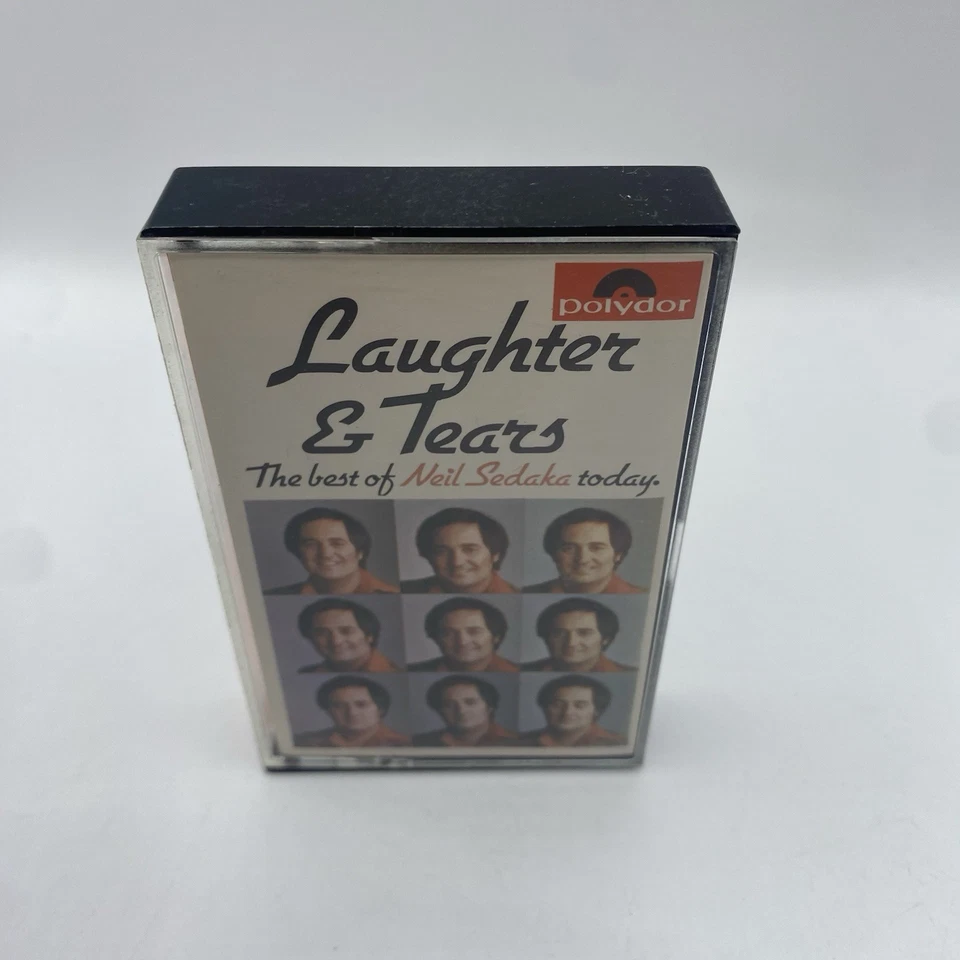 polydor
Laughter
& Tears
The best of Neil Sedaka today.